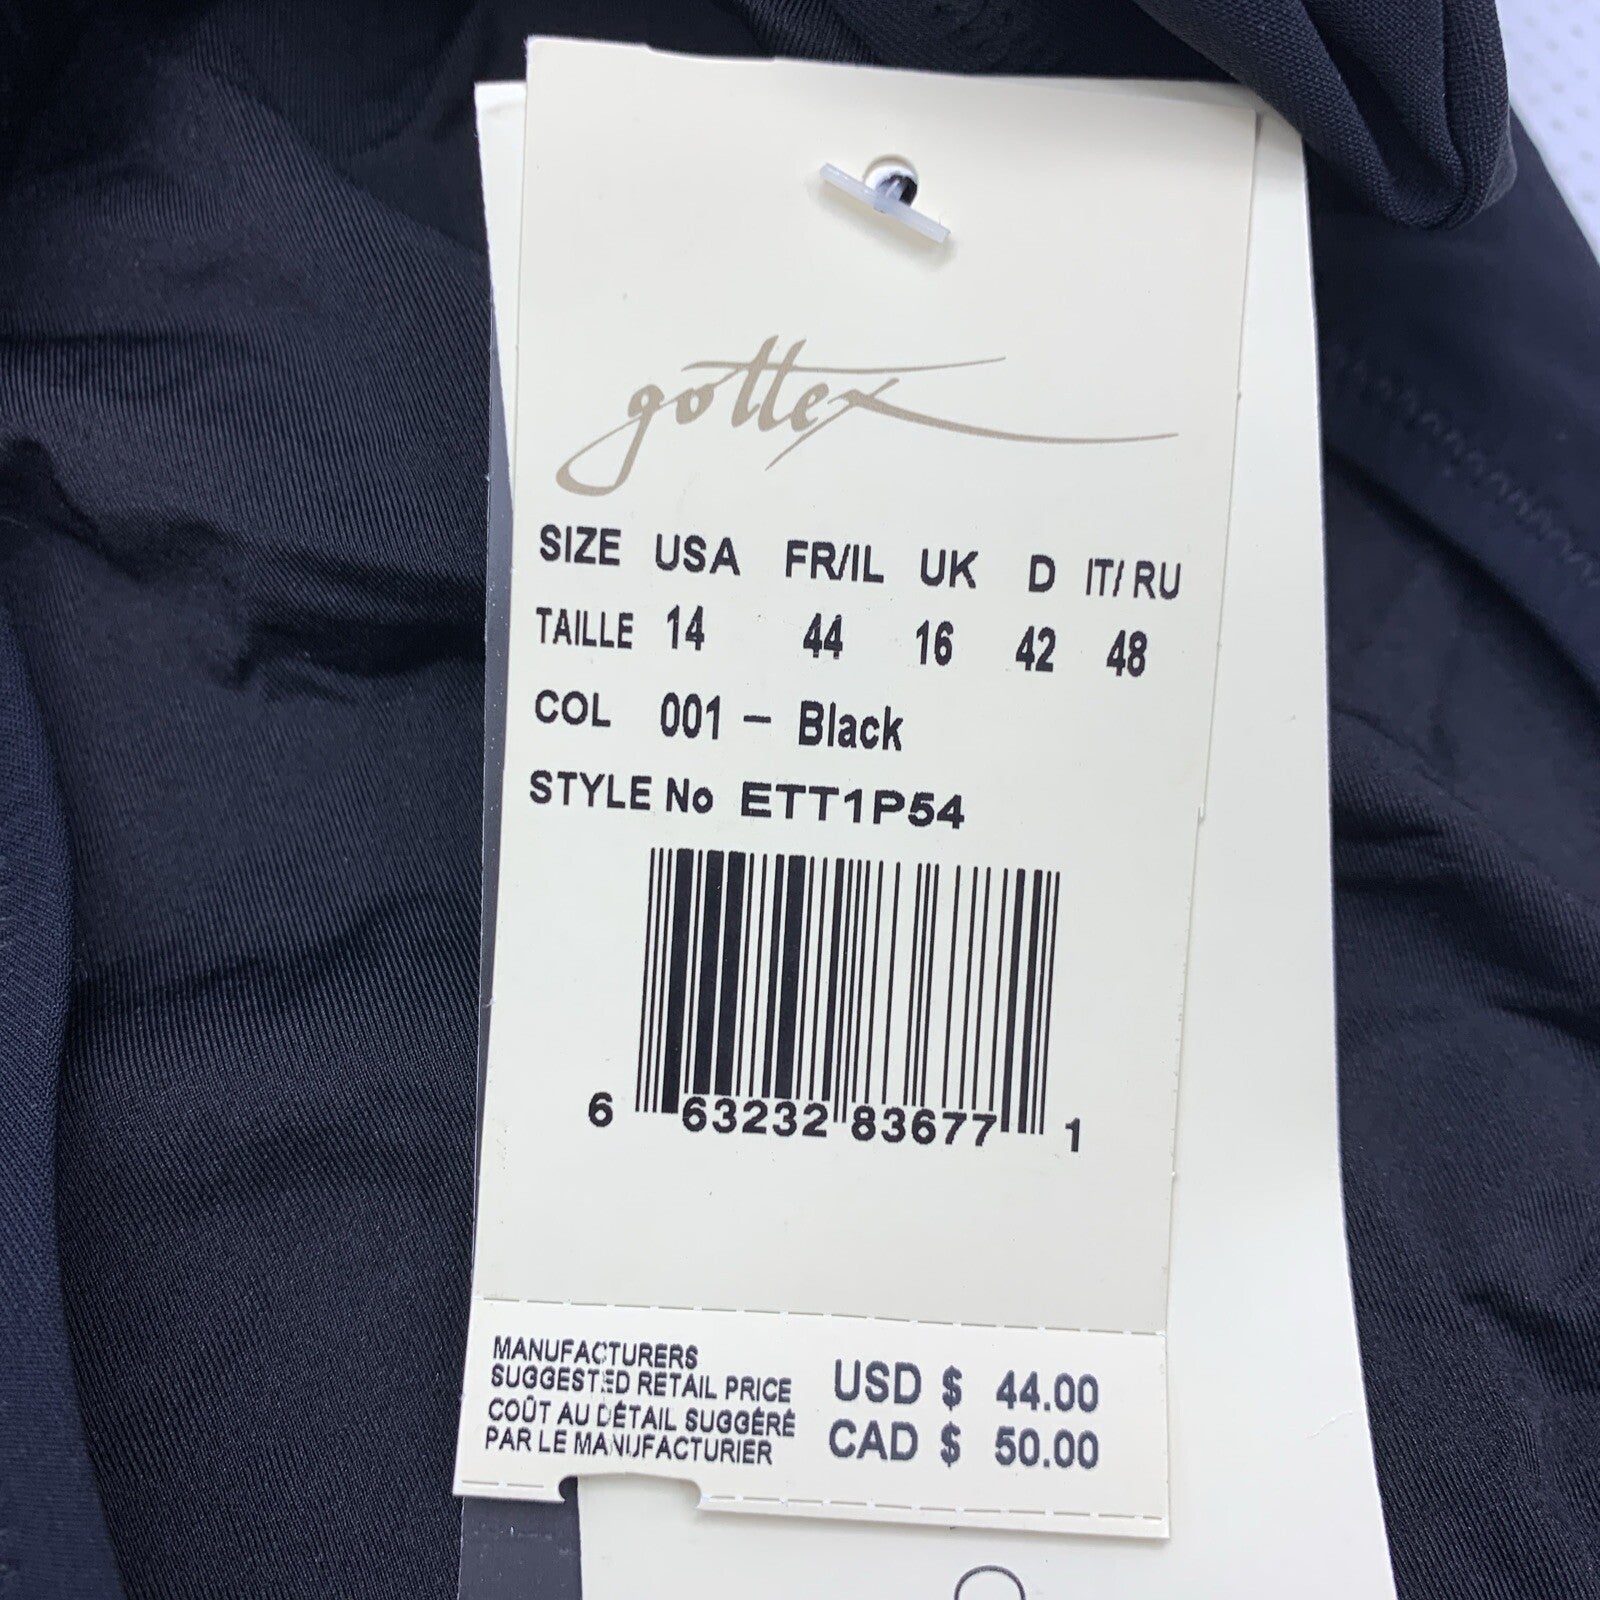 gottex
SIZE USA FR/IL UK D IT/ RU
TAILLE 14 44 16 42 48
COL 001 – Black
STYLE No ETT1P54
6 63232 83677 1
MANUFACTURERS
SUGGESTED RETAIL PRICE USD $ 44.00
COÛT AU DÉTAIL SUGGÉRÉ
PAR LE MANUFACTURIER CAD $ 50.00